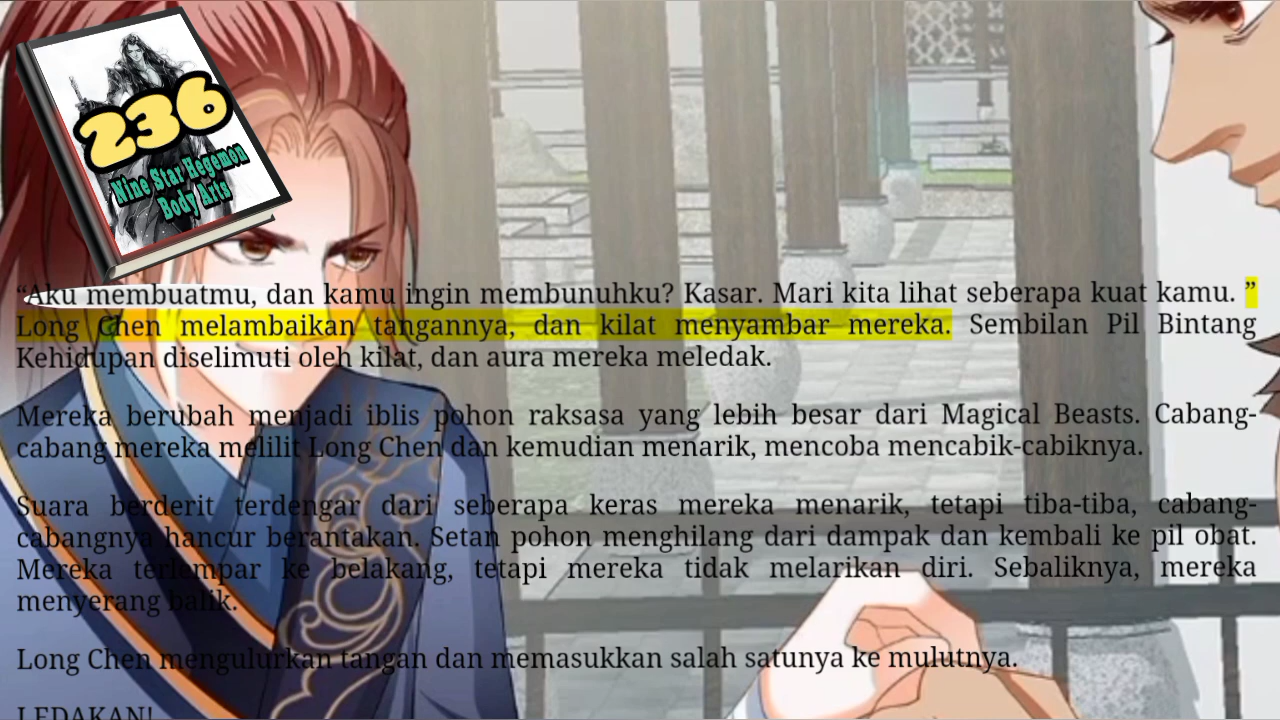 236
Nine Star Hegemon
Body Arts
“Aku membuatmu, dan kamu ingin membunuhku? Kasar. Mari kita lihat seberapa kuat kamu. ”
Long Chen melambaikan tangannya, dan kilat menyambar mereka. Sembilan Pil Bintang
Kehidupan diselimuti oleh kilat, dan aura mereka meledak.
Mereka berubah menjadi iblis pohon raksasa yang lebih besar dari Magical Beasts. Cabang-
cabang mereka melilit Long Chen dan kemudian menarik, mencoba mencabik-cabiknya.
Suara berderit terdengar dari seberapa keras mereka menarik, tetapi tiba-tiba, cabang-
cabangnya hancur berantakan. Setan pohon menghilang dari dampak dan kembali ke pil obat.
Mereka terlempar ke belakang, tetapi mereka tidak melarikan diri. Sebaliknya, mereka
menyerang balik.
Long Chen mengulurkan tangan dan memasukkan salah satunya ke mulutnya.
LEDAKAN!